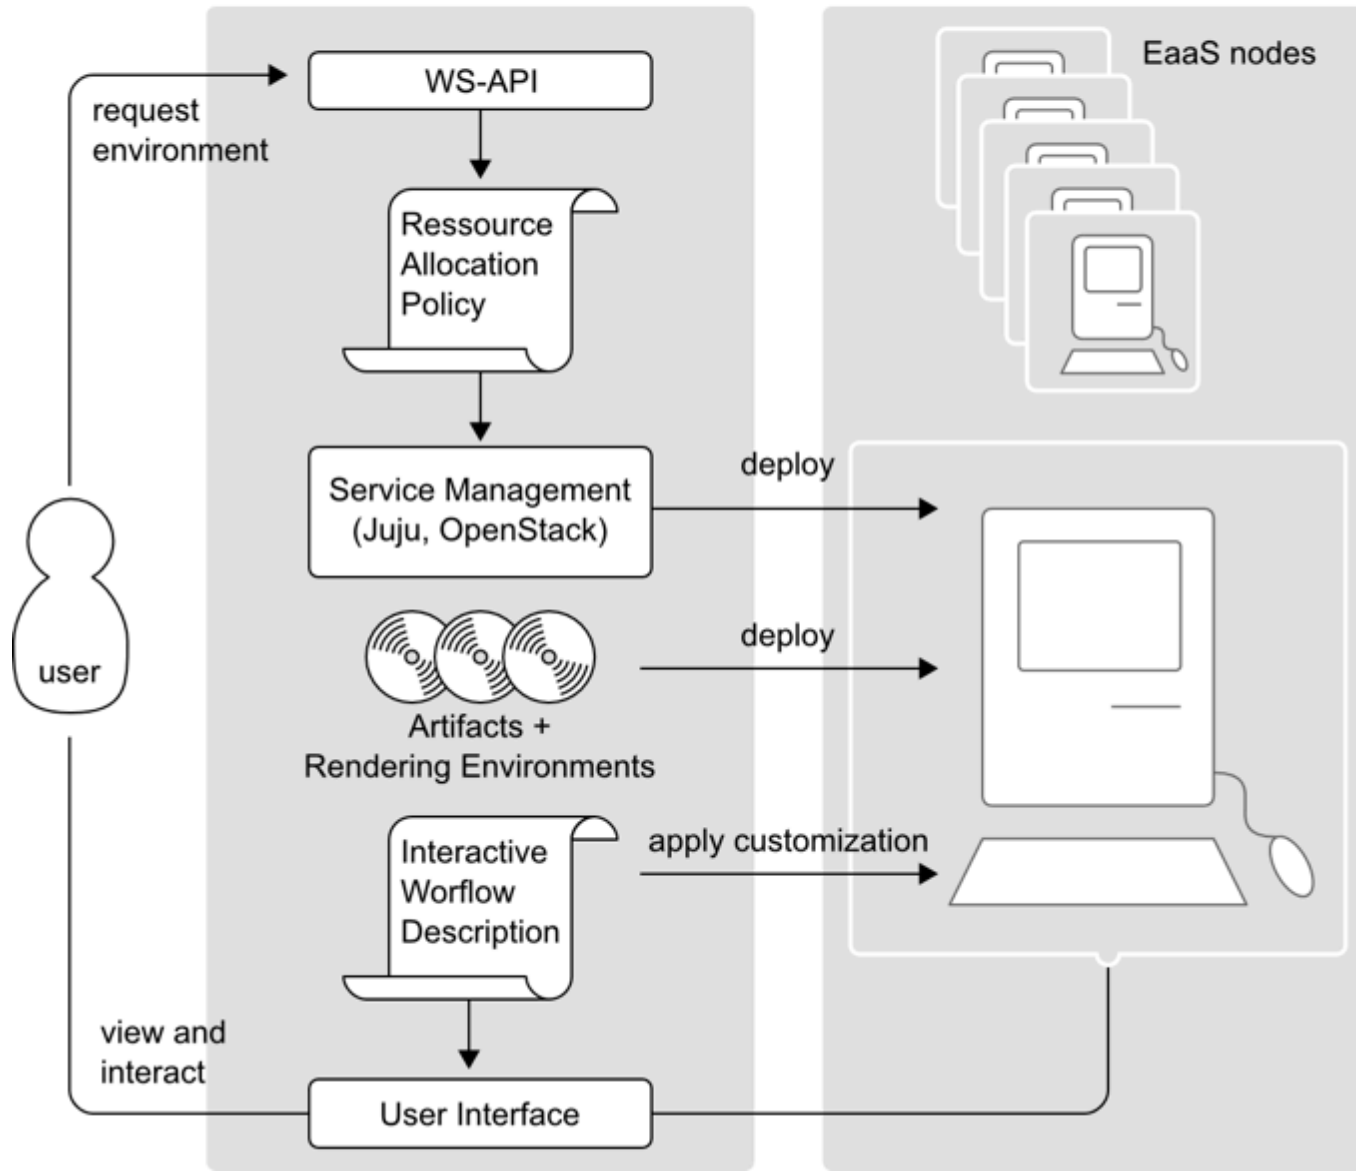 WS-API
EaaS nodes
request
environment
Ressource
Allocation
Policy
Service Management
(Juju, OpenStack)
deploy
deploy
user
Artifacts +
Rendering Environments
Interactive
Worflow
Description
apply customization
view and
interact
User Interface